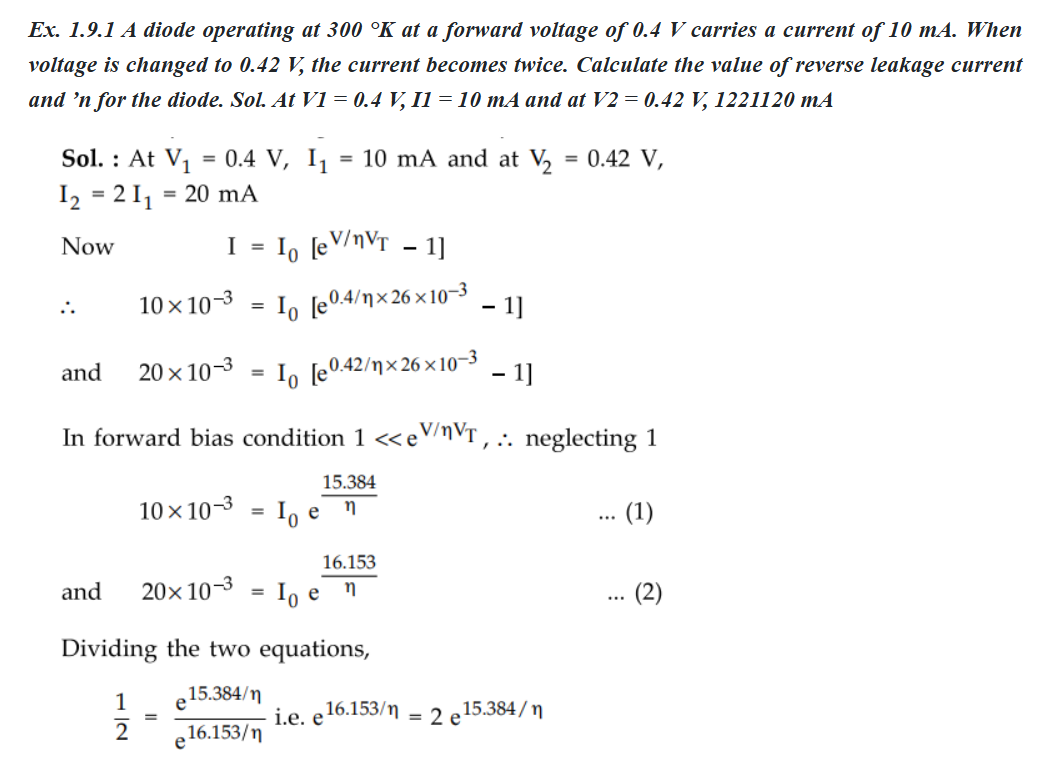 Ex. 1.9.1 A diode operating at 300 °K at a forward voltage of 0.4 V carries a current of 10 mA. When
voltage is changed to 0.42 V, the current becomes twice. Calculate the value of reverse leakage current
and ’n for the diode. Sol. At V1 = 0.4 V, I1 = 10 mA and at V2 = 0.42 V, 1221120 mA
Sol. : At V₁ = 0.4 V, I₁ = 10 mA and at V₂ = 0.42 V,
I₂ = 2 I₁ = 20 mA
Now I = I₀ [e^(V/ηV_T) – 1]
∴ 10×10⁻³ = I₀ [e^(0.4/η×26×10⁻³) – 1]
and 20×10⁻³ = I₀ [e^(0.42/η×26×10⁻³) – 1]
In forward bias condition 1 << e^(V/ηV_T), ∴ neglecting 1
10×10⁻³ = I₀ e^(15.384/η) ... (1)
and 20×10⁻³ = I₀ e^(16.153/η) ... (2)
Dividing the two equations,
1/2 = e^(15.384/η) / e^(16.153/η) i.e. e^(16.153/η) = 2 e^(15.384/η)